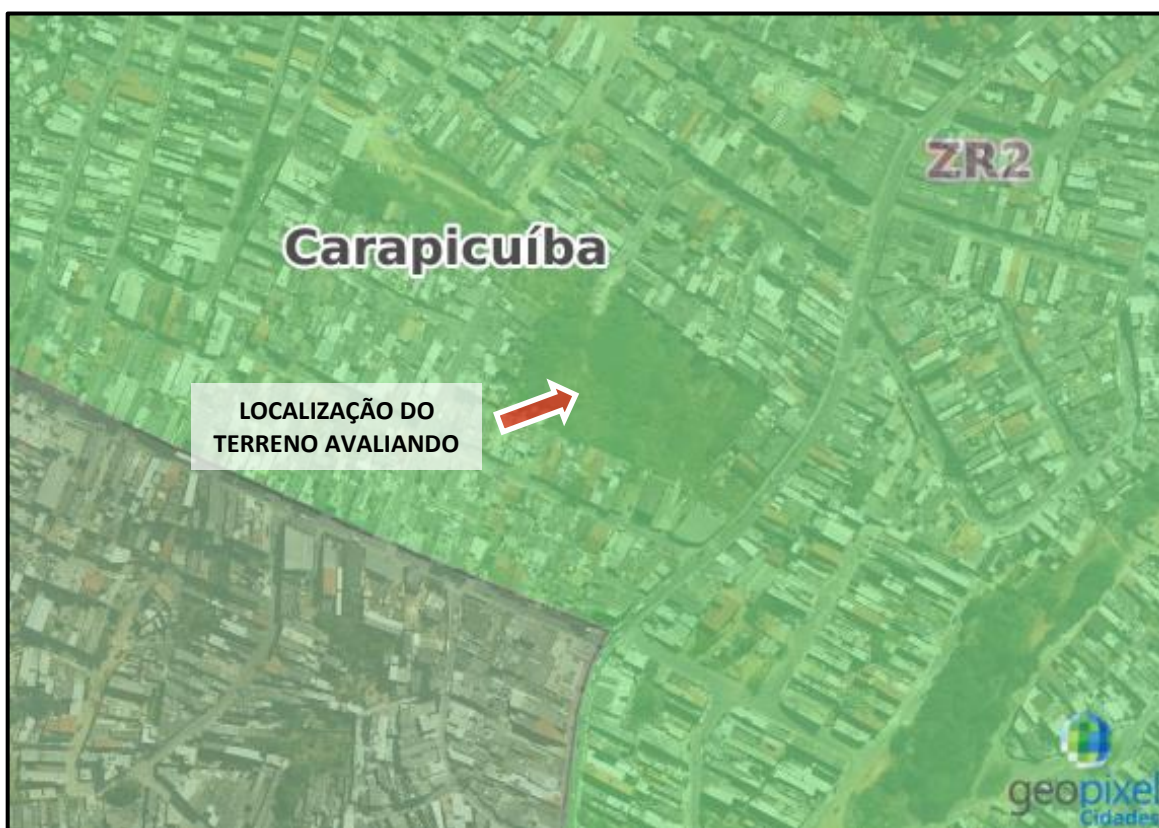 ZR2
Carapicuíba
LOCALIZAÇÃO DO
TERRENO AVALIANDO
geopixel
Cidades